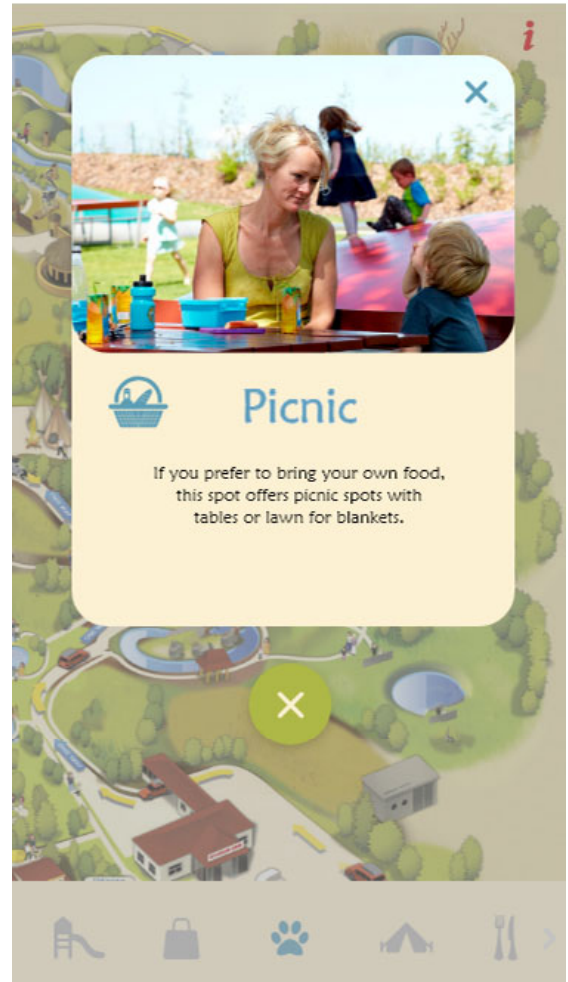 i
Picnic
If you prefer to bring your own food,
this spot offers picnic spots with
tables or lawn for blankets.